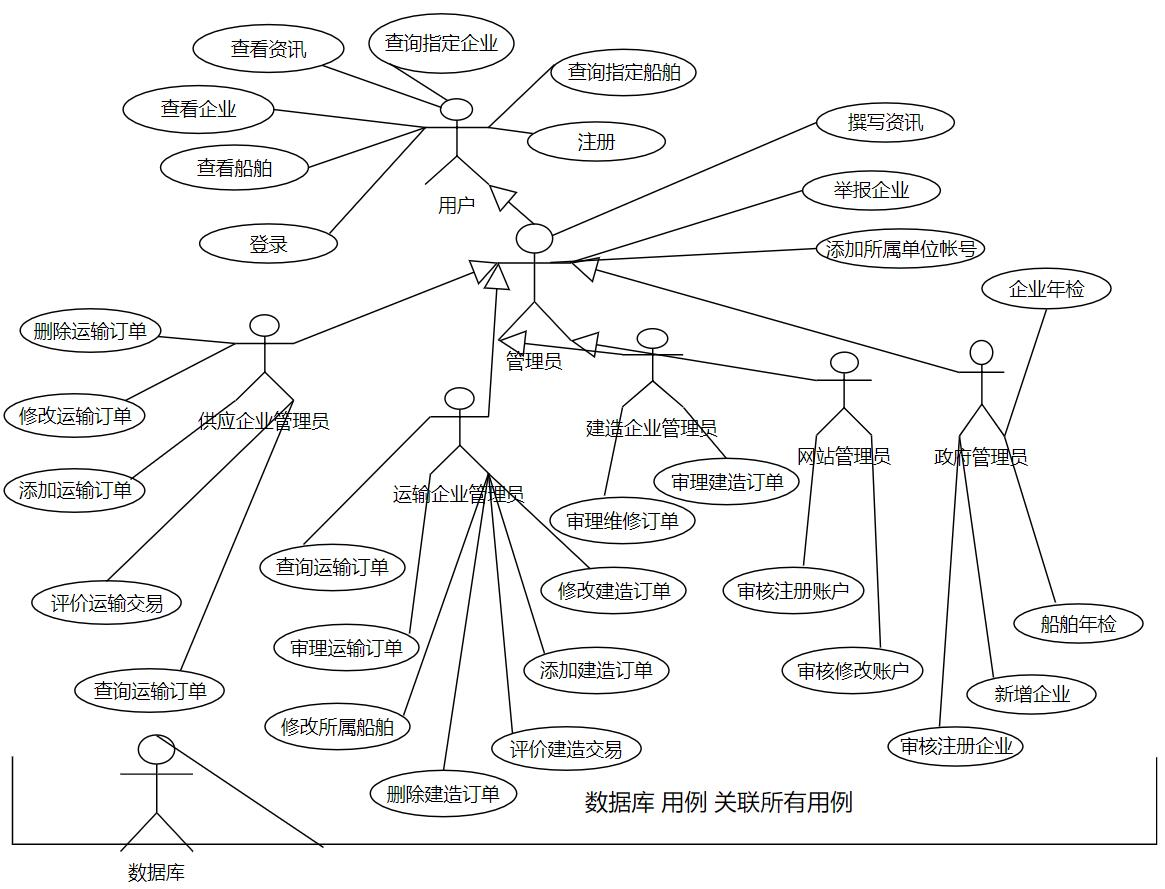 查看资讯
查询指定企业
查询指定船舶
查看企业
注册
查看船舶
用户
登录
撰写资讯
举报企业
添加所属单位帐号
企业年检
删除运输订单
管理员
修改运输订单
供应企业管理员
建造企业管理员
网站管理员
政府管理员
添加运输订单
运输企业管理员
审理建造订单
审理维修订单
查询运输订单
修改建造订单
审核注册账户
评价运输交易
船舶年检
审理运输订单
添加建造订单
审核修改账户
查询运输订单
新增企业
修改所属船舶
评价建造交易
审核注册企业
删除建造订单
数据库 用例 关联所有用例
数据库